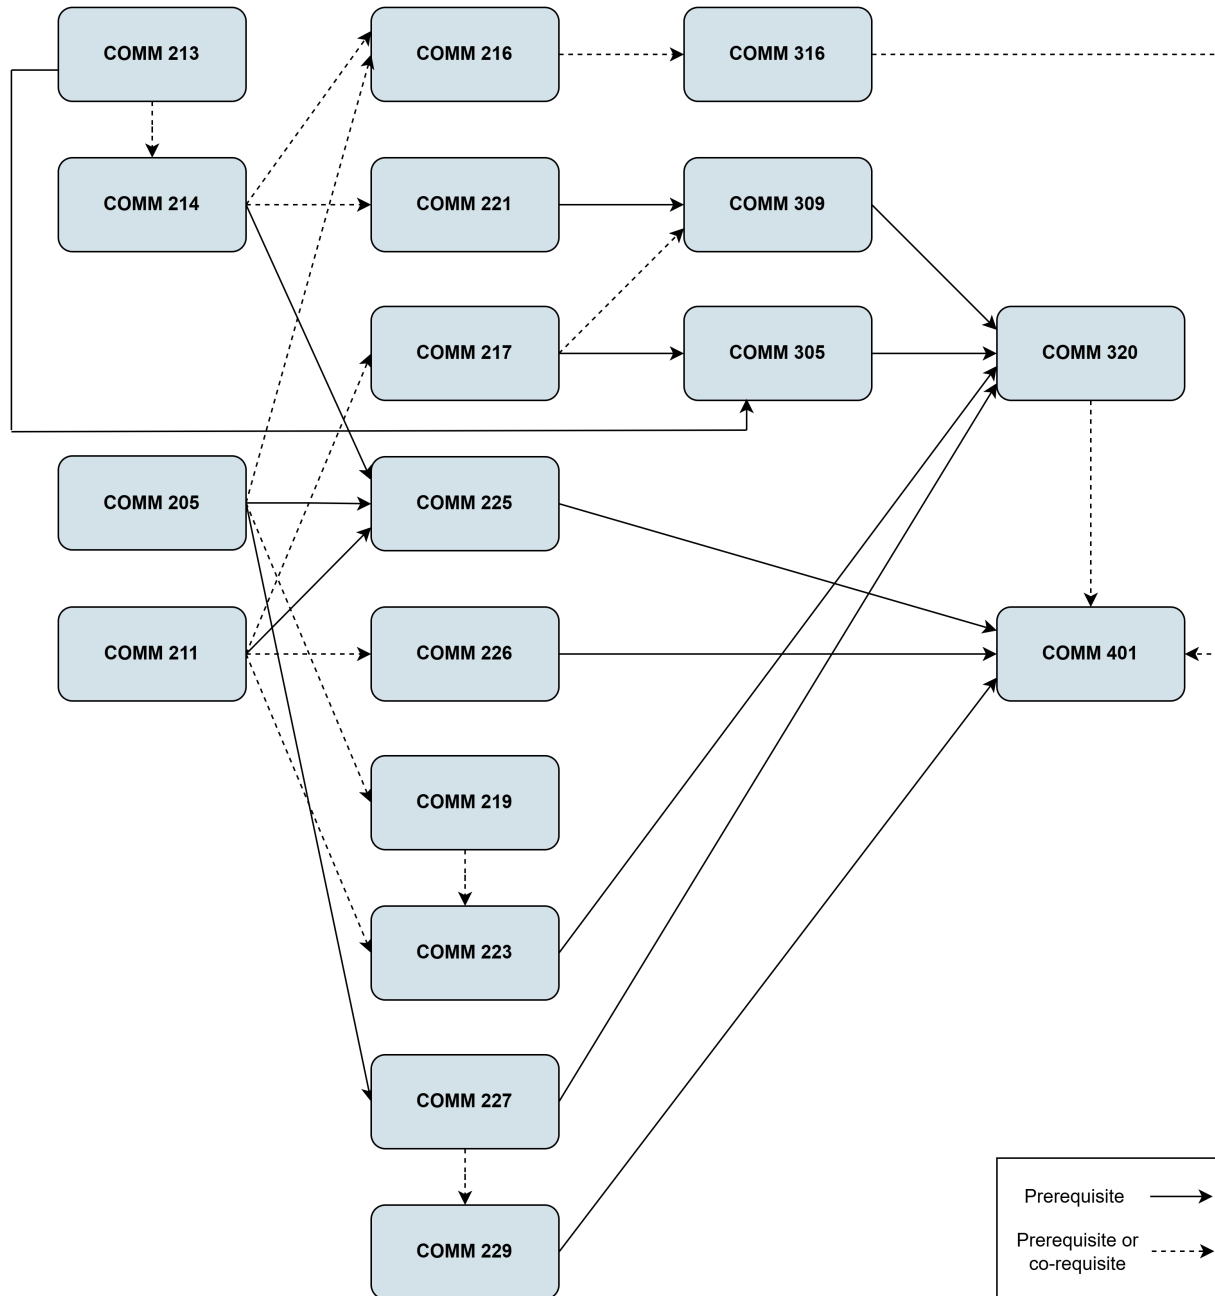 COMM 213
COMM 216
COMM 316
COMM 214
COMM 221
COMM 309
COMM 217
COMM 305
COMM 320
COMM 205
COMM 225
COMM 211
COMM 226
COMM 401
COMM 219
COMM 223
COMM 227
COMM 229
Prerequisite
Prerequisite or
co-requisite